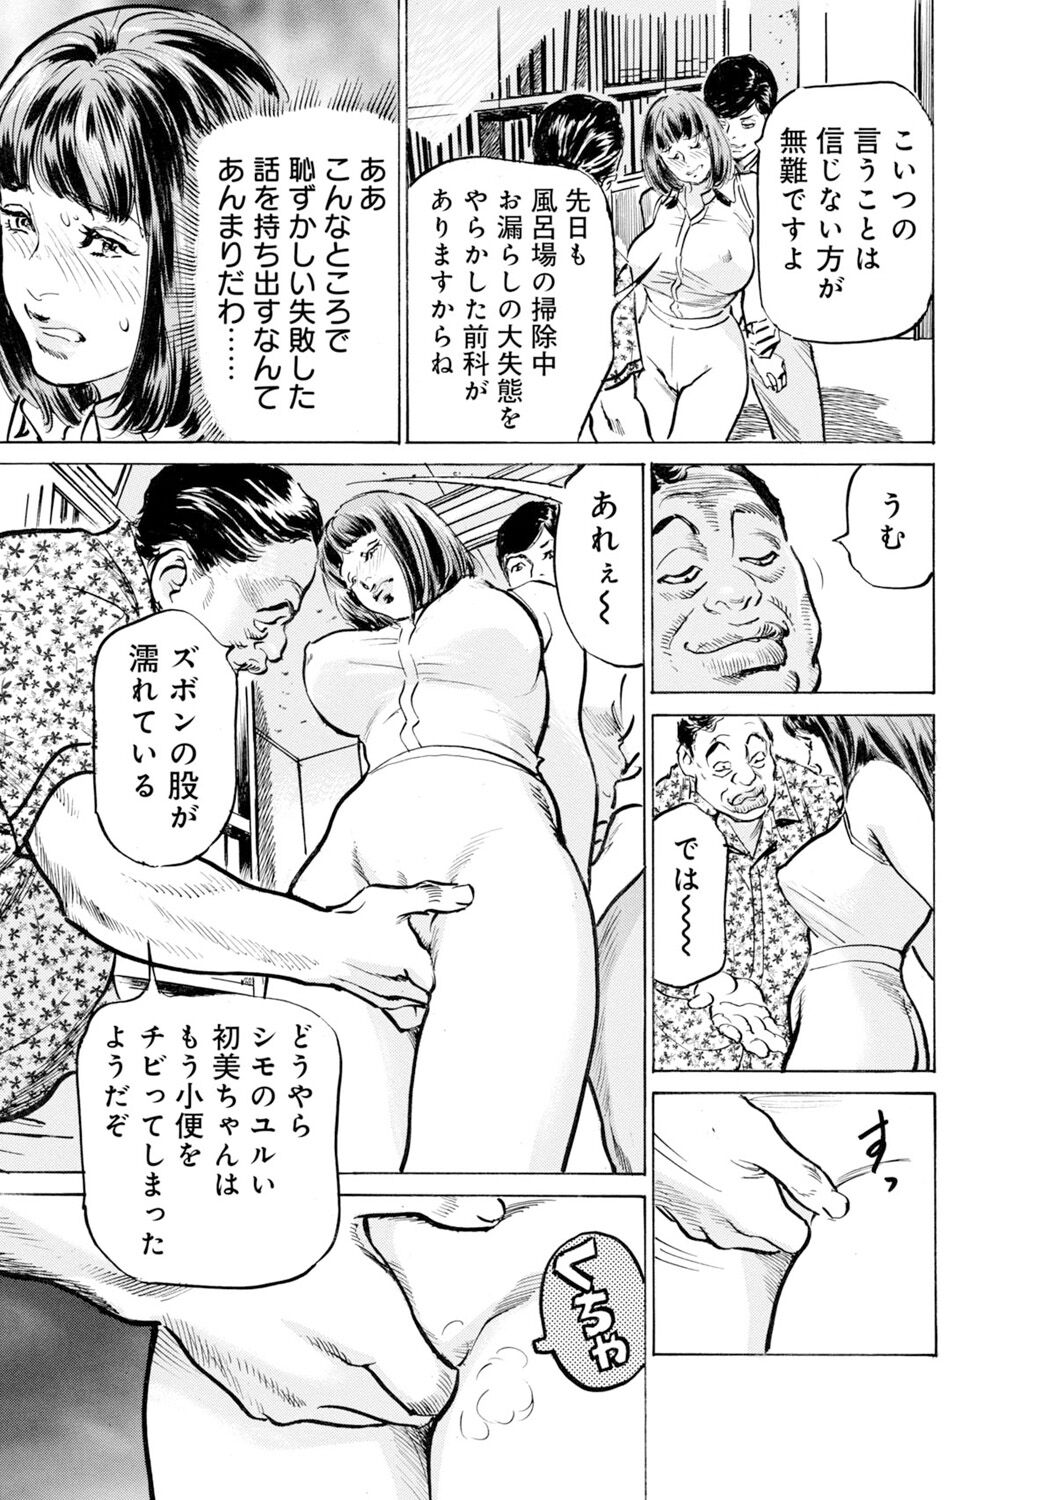 こいつの
言うことは
信じない方が
無難ですよ
先日も
風呂場の掃除中
お漏らしの大失態を
やらかした前科が
ありますからね
ああ
こんなところで
恥ずかしい失敗した
話を持ち出すなんて
あんまりだわ……
うむ
では〜〜
すっ
あれぇ〜
ズボンの股が
濡れている
どうやら
シモのユルい
初美ちゃんは
もう小便を
チビってしまった
ようだぞ
くちゃ